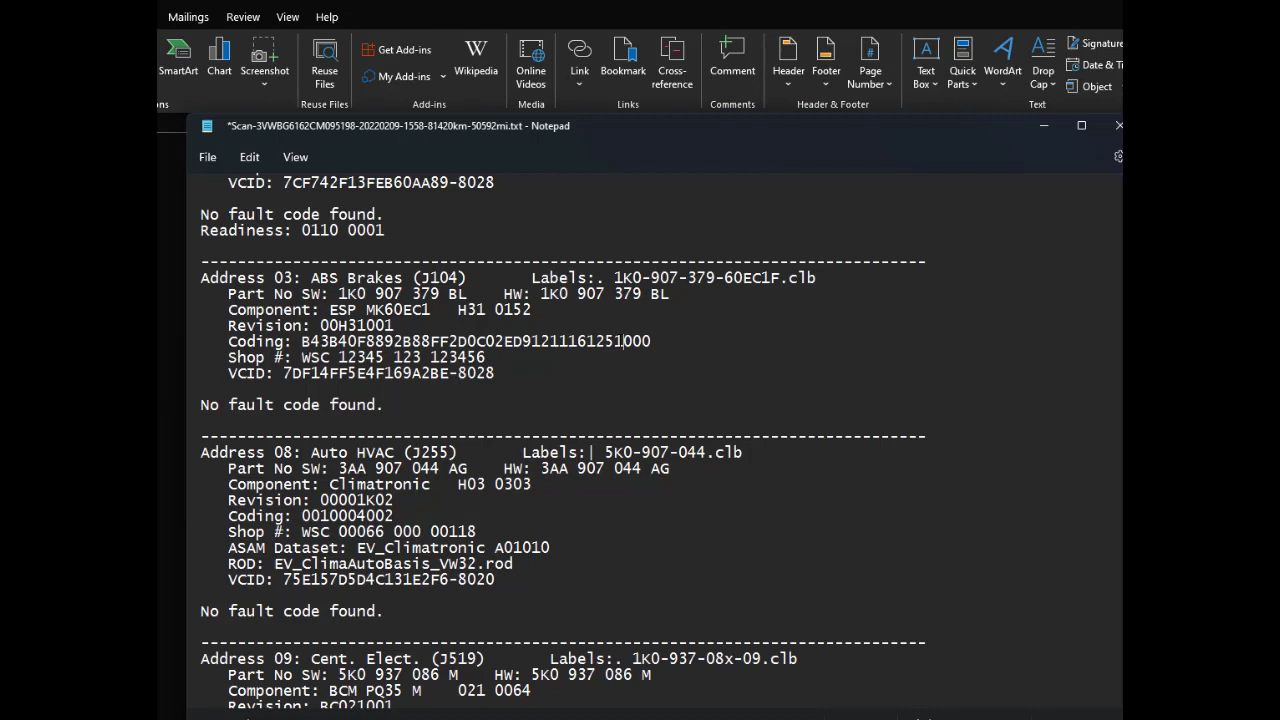 Mailings Review View Help
SmartArt Chart Screenshot Reuse Files Get Add-ins My Add-ins Wikipedia Online Videos Link Bookmark Cross-reference Comment Header Footer Page Number Text Box Quick Parts WordArt Drop Cap Signature Date & Ti Object
ons Reuse Files Add-ins Media Links Comments Header & Footer Text
*Scan-3VWBG6162CM095198-20220209-1558-81420km-50592mi.txt - Notepad
File Edit View
VCID: 7CF742F13FEB60AA89-8028
No fault code found.
Readiness: 0110 0001
-------------------------------------------------------------------------------
Address 03: ABS Brakes (J104) Labels:. 1K0-907-379-60EC1F.clb
Part No SW: 1K0 907 379 BL HW: 1K0 907 379 BL
Component: ESP MK60EC1 H31 0152
Revision: 00H31001
Coding: B43B40F8892B88FF2D0C02ED91211161251000
Shop #: WSC 12345 123 123456
VCID: 7DF14FF5E4F169A2BE-8028
No fault code found.
-------------------------------------------------------------------------------
Address 08: Auto HVAC (J255) Labels:| 5K0-907-044.clb
Part No SW: 3AA 907 044 AG HW: 3AA 907 044 AG
Component: Climatronic H03 0303
Revision: 00001K02
Coding: 0010004002
Shop #: WSC 00066 000 00118
ASAM Dataset: EV_Climatronic A01010
ROD: EV_ClimaAutoBasis_VW32.rod
VCID: 75E157D5D4C131E2F6-8020
No fault code found.
-------------------------------------------------------------------------------
Address 09: Cent. Elect. (J519) Labels:. 1K0-937-08x-09.clb
Part No SW: 5K0 937 086 M HW: 5K0 937 086 M
Component: BCM PQ35 M 021 0064
Revision: BC021001